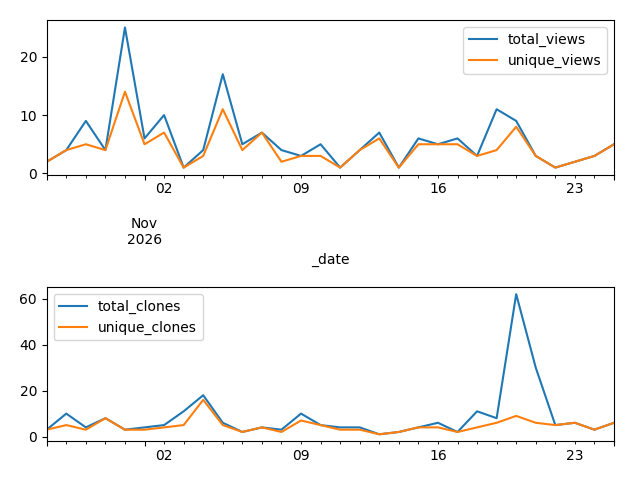 20
10
0
total_views
unique_views
02
09
16
23
Nov
2026
_date
60
40
20
0
total_clones
unique_clones
02
09
16
23